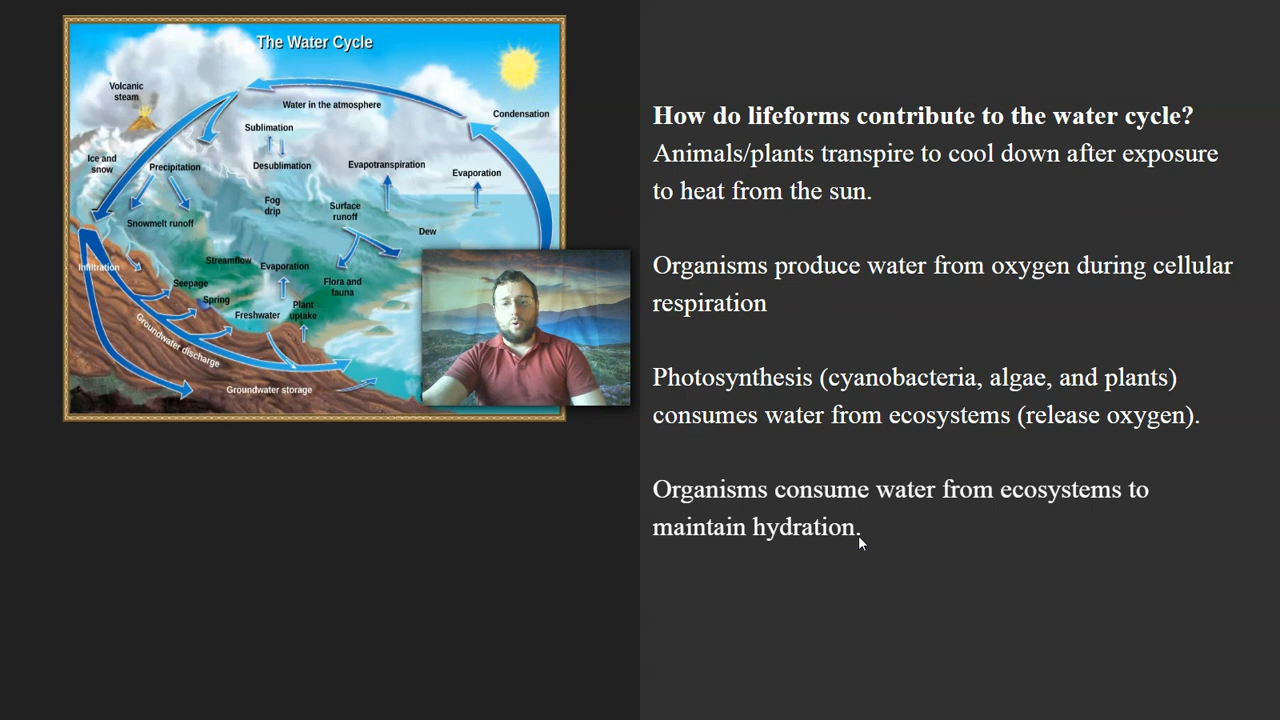 The Water Cycle
Volcanic
steam
Water in the atmosphere
Condensation
Sublimation
Ice and
snow
Precipitation
Desublimation
Evapotranspiration
Evaporation
Fog
drip
Surface
runoff
Snowmelt runoff
Dew
Streamflow
Evaporation
Infiltration
Seepage
Flora and
fauna
Spring
Freshwater
Plant
uptake
Groundwater discharge
Groundwater storage
How do lifeforms contribute to the water cycle?
Animals/plants transpire to cool down after exposure
to heat from the sun.
Organisms produce water from oxygen during cellular
respiration
Photosynthesis (cyanobacteria, algae, and plants)
consumes water from ecosystems (release oxygen).
Organisms consume water from ecosystems to
maintain hydration.